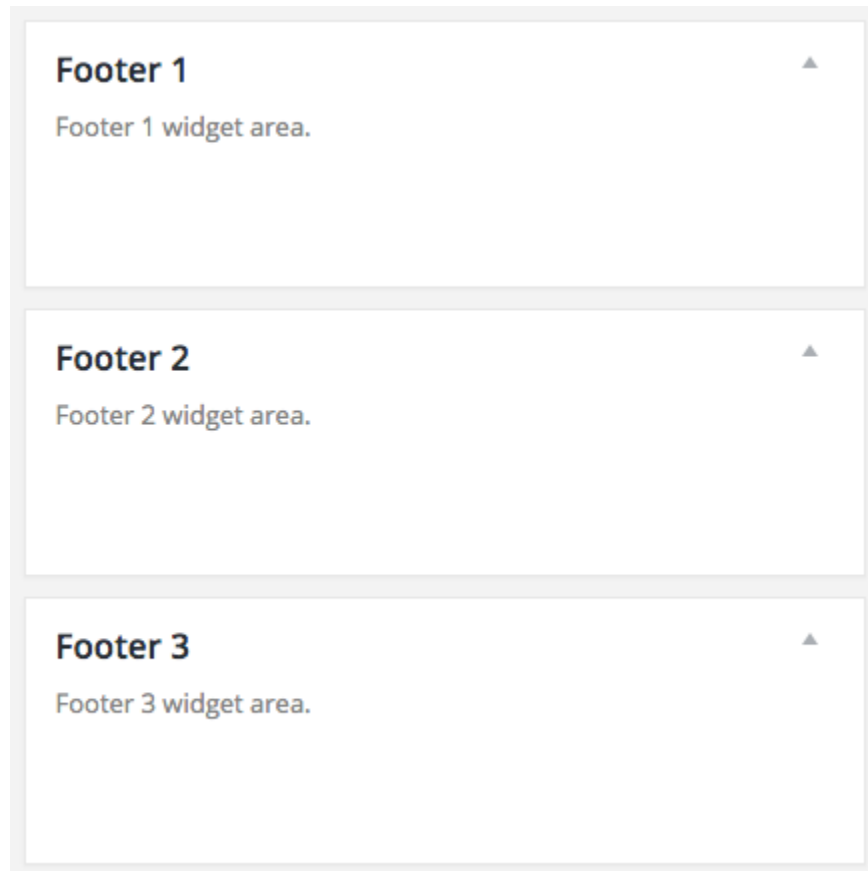 Footer 1
Footer 1 widget area.
Footer 2
Footer 2 widget area.
Footer 3
Footer 3 widget area.